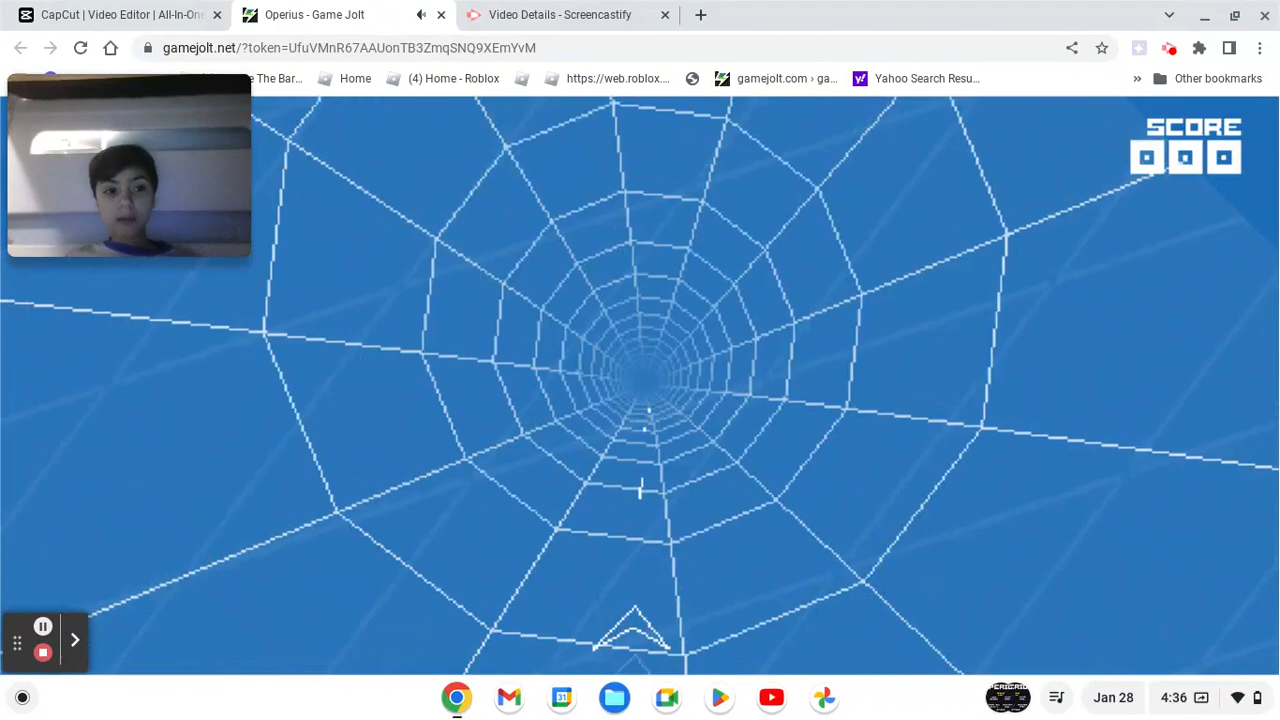 CapCut | Video Editor | All-In-One
Operius - Game Jolt
Video Details - Screencastify
gamejolt.net/?token=UfuVMnR67AAUonTB3ZmqSNQ9XEmYvM
The Bar...
Home
(4) Home - Roblox
https://web.roblox....
gamejolt.com › ga...
Yahoo Search Resu...
Other bookmarks
SCORE
000
31
Jan 28
4:36